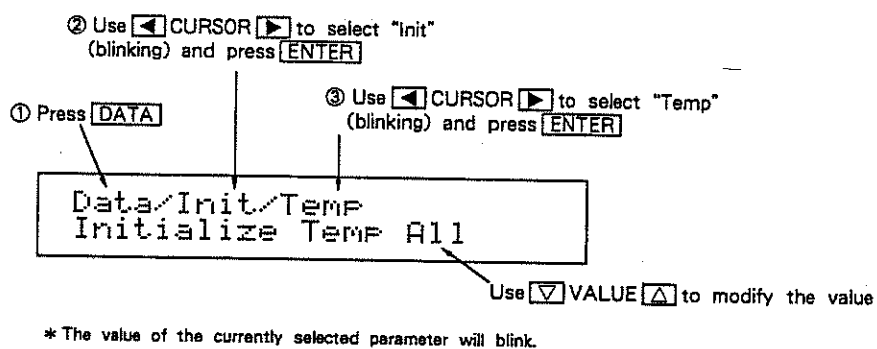 ② Use ◀ CURSOR ▶ to select "Init"
(blinking) and press ENTER
③ Use ◀ CURSOR ▶ to select "Temp"
(blinking) and press ENTER
① Press DATA
Data/Init/Temp
Initialize Temp All
Use ▽ VALUE △ to modify the value
* The value of the currently selected parameter will blink.